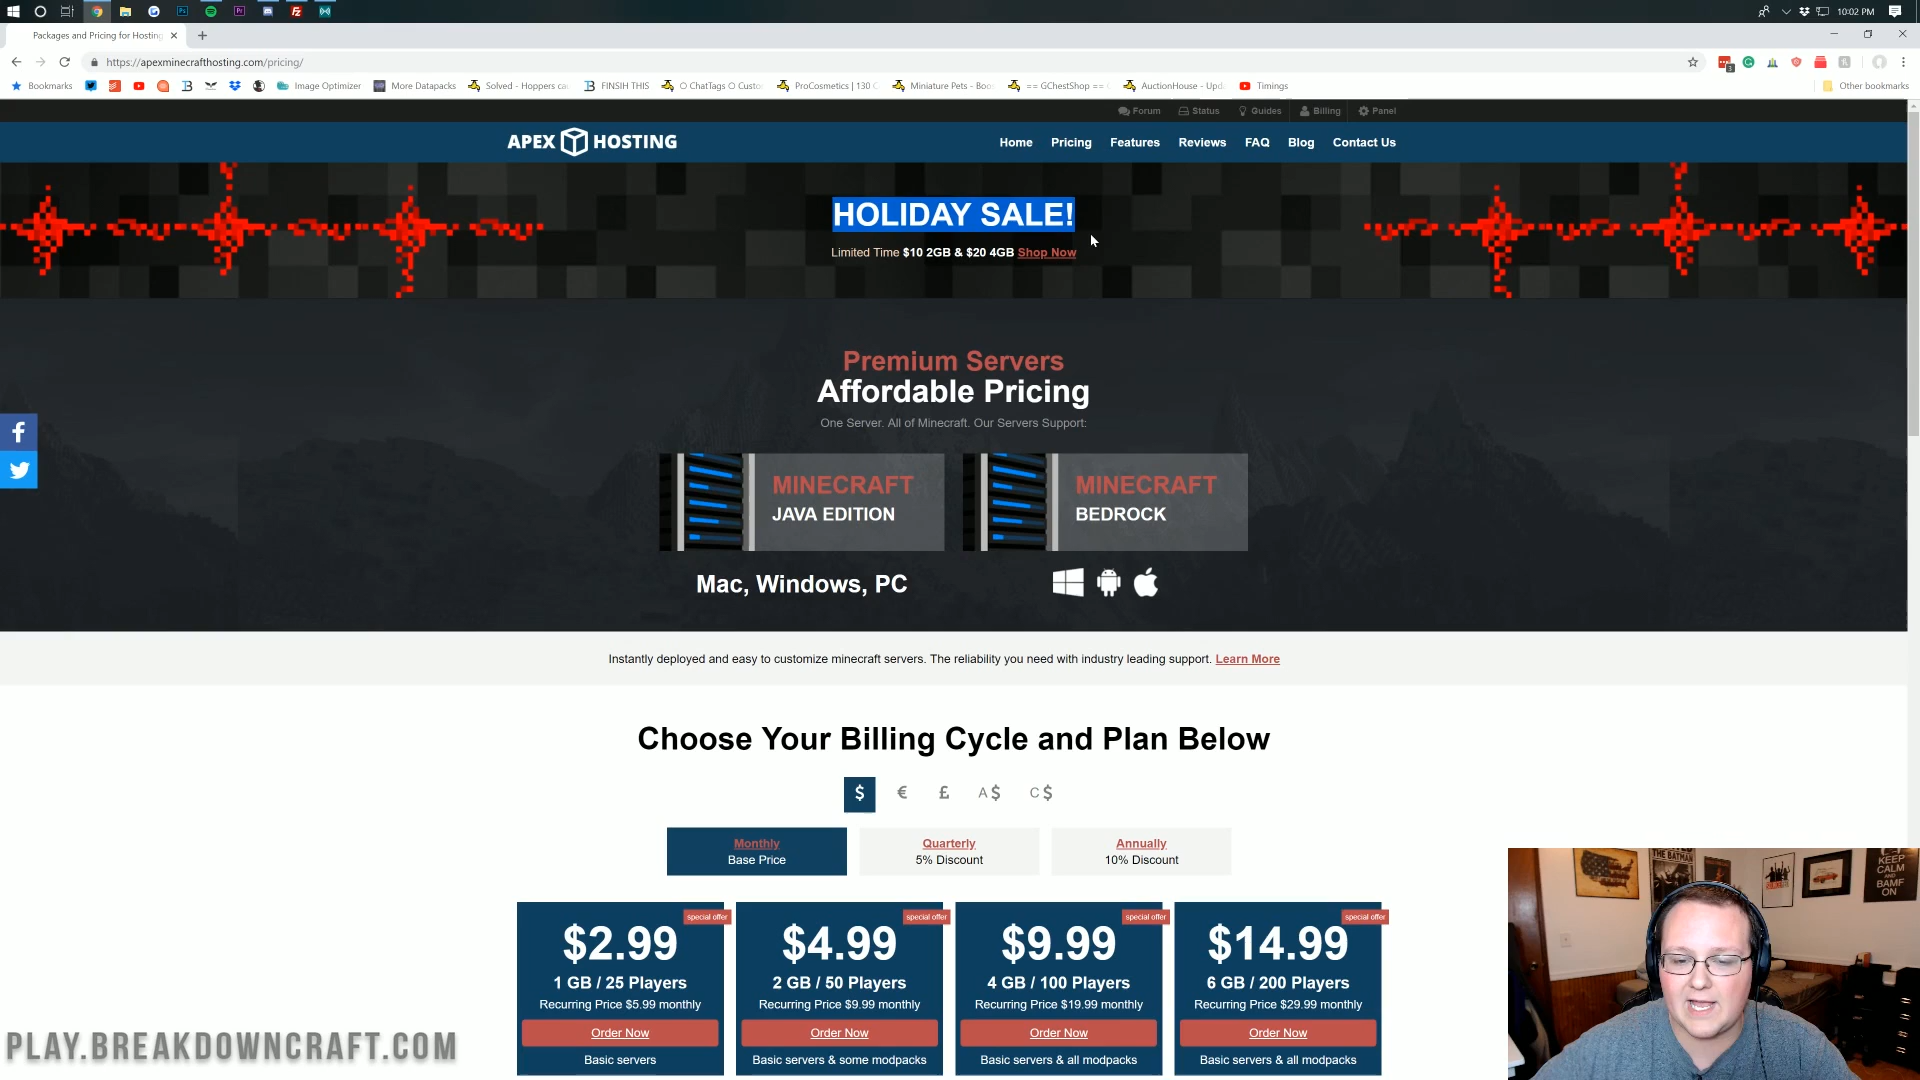 10:02 PM
Packages and Pricing for Hosting
https://apexminecrafthosting.com/pricing/
Bookmarks
Image Optimizer
More Datapacks
Solved - Hoppers ca
FINSIH THIS
O ChatTags O Custo
ProCosmetics | 130 C
Miniature Pets - Boo
== GChestShop ==
AuctionHouse - Upd
Timings
Other bookmarks
Forum
Status
Guides
Billing
Panel
APEX HOSTING
Home
Pricing
Features
Reviews
FAQ
Blog
Contact Us
HOLIDAY SALE!
Limited Time $10 2GB & $20 4GB Shop Now
Premium Servers
Affordable Pricing
One Server. All of Minecraft. Our Servers Support:
MINECRAFT
JAVA EDITION
MINECRAFT
BEDROCK
Mac, Windows, PC
Instantly deployed and easy to customize minecraft servers. The reliability you need with industry leading support. Learn More
Choose Your Billing Cycle and Plan Below
$ € £ A$ C$
Monthly
Base Price
Quarterly
5% Discount
Annually
10% Discount
special offer
$2.99
1 GB / 25 Players
Recurring Price $5.99 monthly
Order Now
Basic servers
special offer
$4.99
2 GB / 50 Players
Recurring Price $9.99 monthly
Order Now
Basic servers & some modpacks
special offer
$9.99
4 GB / 100 Players
Recurring Price $19.99 monthly
Order Now
Basic servers & all modpacks
special offer
$14.99
6 GB / 200 Players
Recurring Price $29.99 monthly
Order Now
Basic servers & all modpacks
THE BATMAN
KEEP
CALM
AND
BAMF
ON
PLAY.BREAKDOWNCRAFT.COM